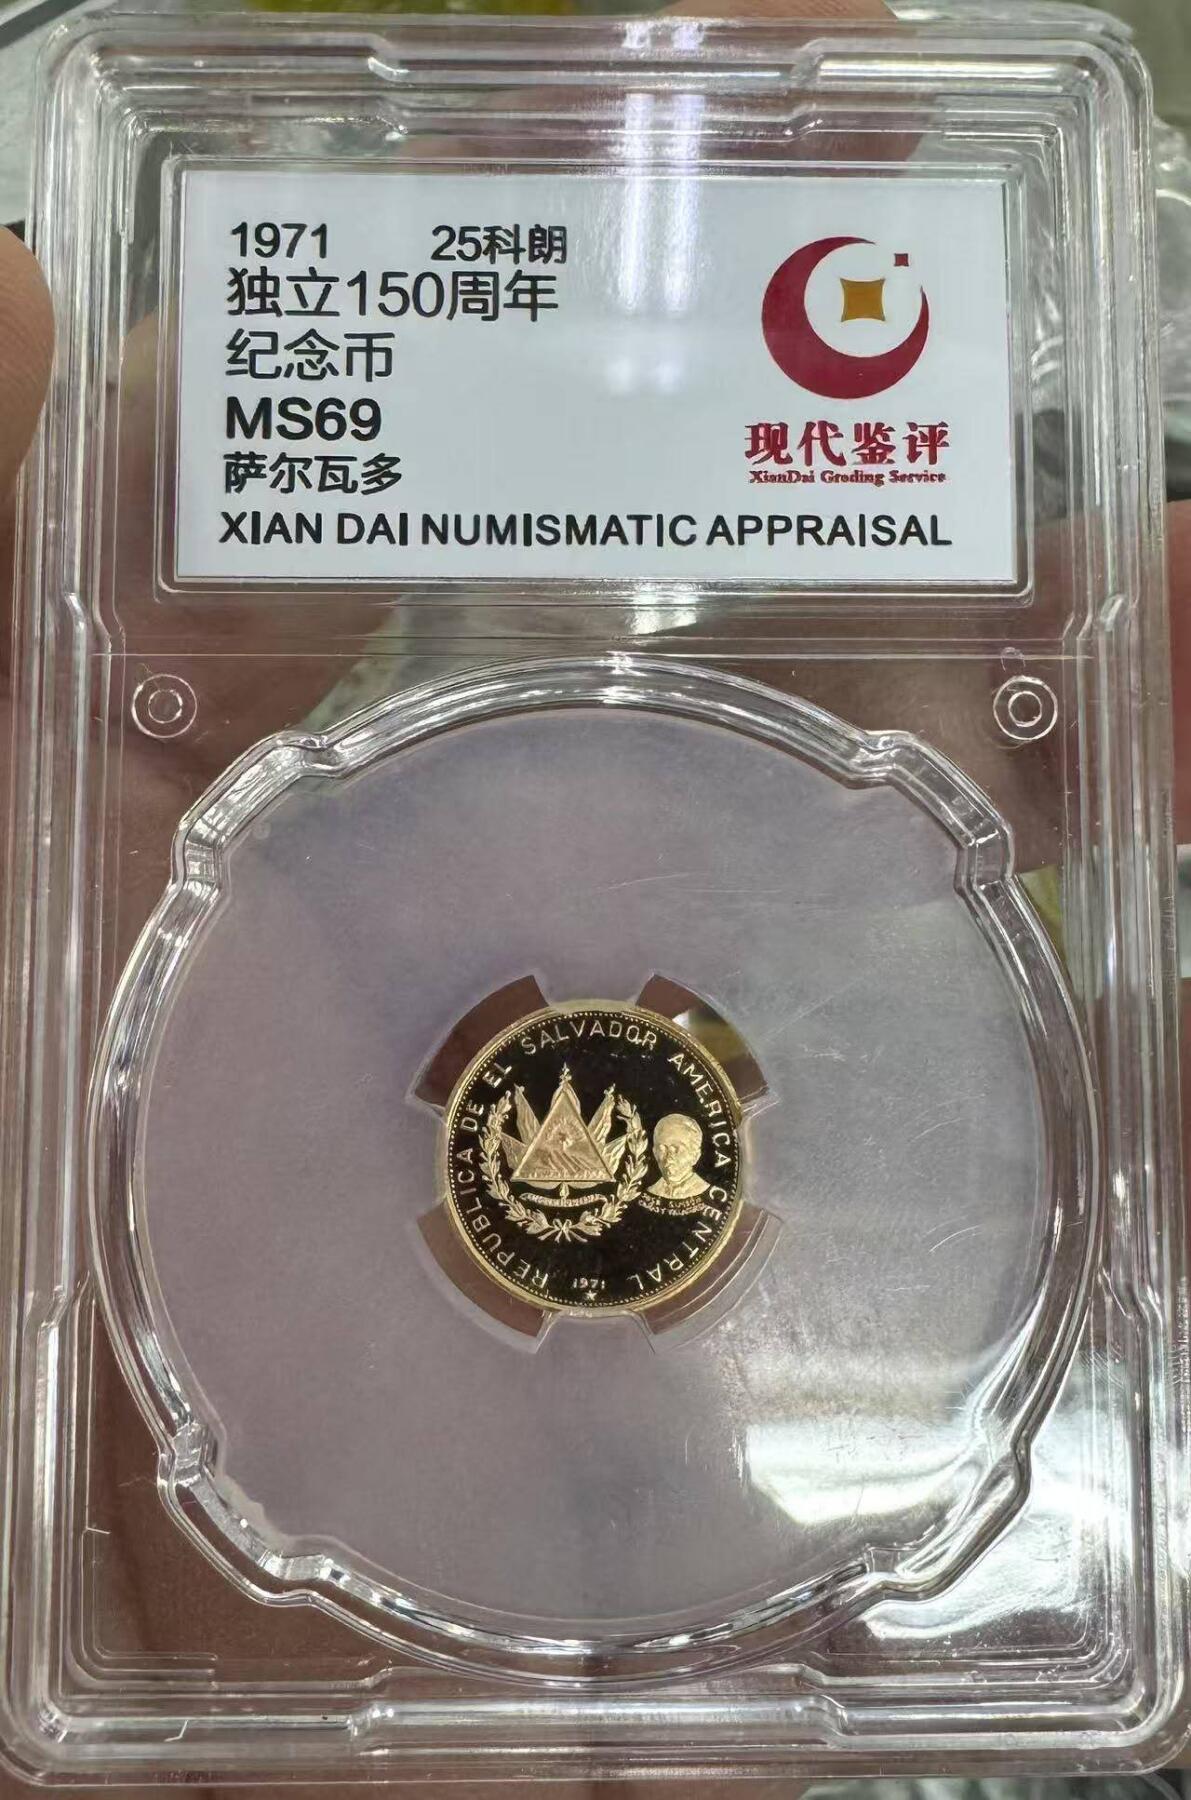 1971 25科朗
独立150周年
纪念币
MS69
萨尔瓦多
XIAN DAI NUMISMATIC APPRAISAL
现代鉴评
XianDai Grading Service
REPUBLICA DE EL SALVADOR AMERICA CENTRAL
1971